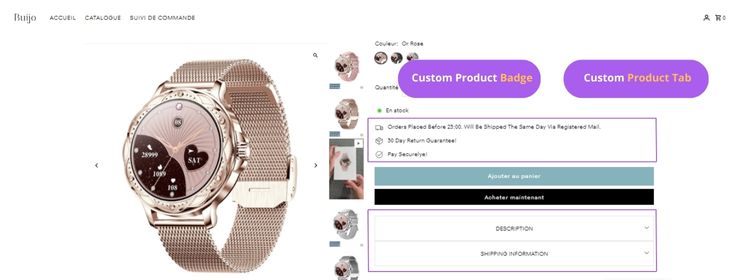 Buijo
ACCUEIL CATALOGUE SUIVI DE COMMANDE
0
Couleur: Or Rose
Custom Product Badge
Custom Product Tab
Quantité
En stock
Orders Placed Before 23:00, Will Be Shipped The Same Day Via Registered Mail.
30 Day Return Guarantee!
Pay Securelye!
Ajouter au panier
Acheter maintenant
DESCRIPTION
SHIPPING INFORMATION
28999
SAT
1089
108